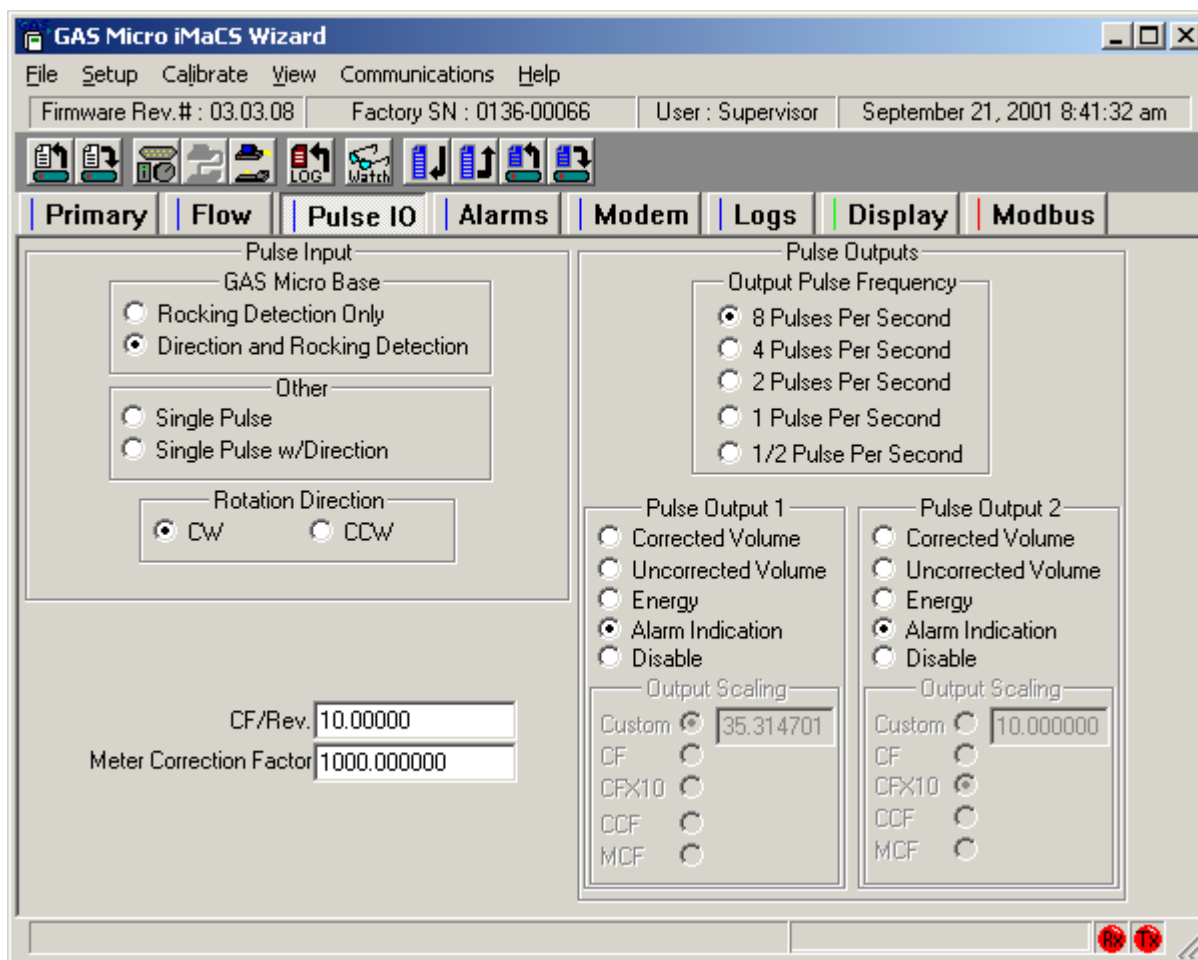 GAS Micro iMaCS Wizard
File Setup Calibrate View Communications Help
Firmware Rev.# : 03.03.08 Factory SN : 0136-00066 User : Supervisor September 21, 2001 8:41:32 am
LOG Watch
Primary Flow Pulse IO Alarms Modem Logs Display Modbus
Pulse Input
GAS Micro Base
Rocking Detection Only
Direction and Rocking Detection
Other
Single Pulse
Single Pulse w/Direction
Rotation Direction
CW CCW
CF/Rev. 10.00000
Meter Correction Factor 1000.000000
Pulse Outputs
Output Pulse Frequency
8 Pulses Per Second
4 Pulses Per Second
2 Pulses Per Second
1 Pulse Per Second
1/2 Pulse Per Second
Pulse Output 1
Corrected Volume
Uncorrected Volume
Energy
Alarm Indication
Disable
Output Scaling
Custom 35.314701
CF
CFX10
CCF
MCF
Pulse Output 2
Corrected Volume
Uncorrected Volume
Energy
Alarm Indication
Disable
Output Scaling
Custom 10.000000
CF
CFX10
CCF
MCF
Rx Tx